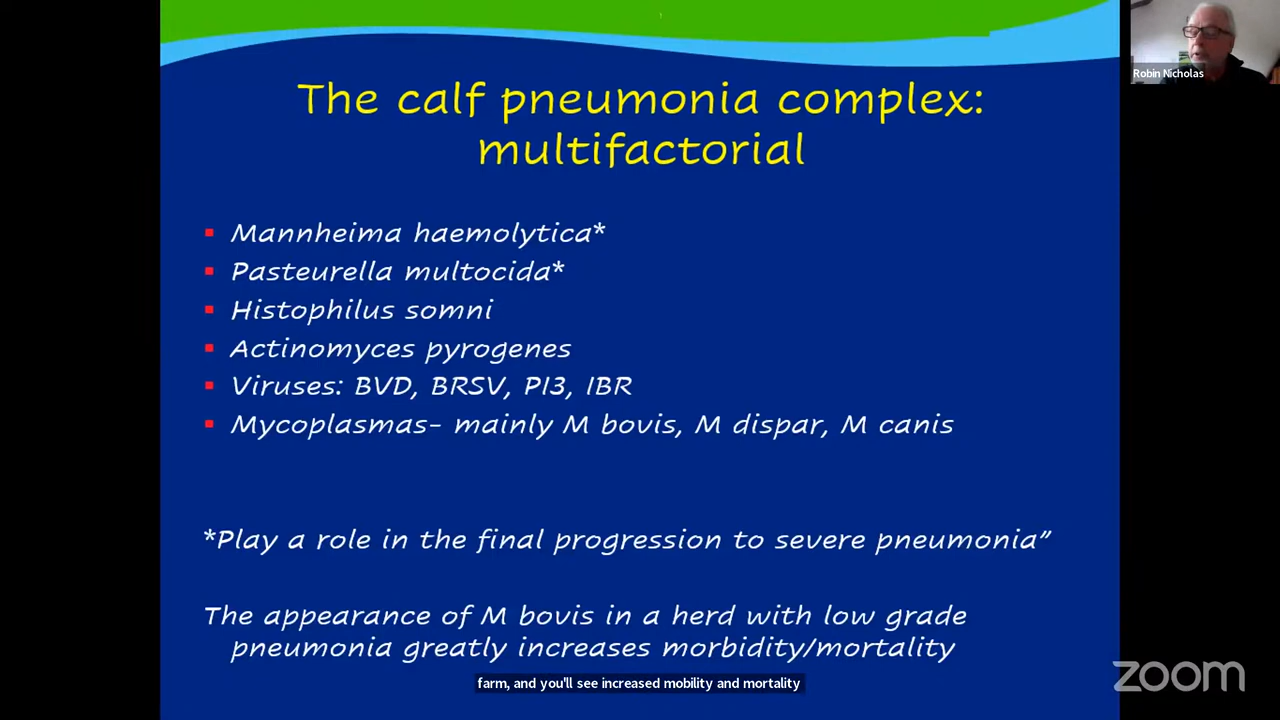 The calf pneumonia complex:
multifactorial
Robin Nicholas
Mannheima haemolytica*
Pasteurella multocida*
Histophilus somni
Actinomyces pyrogenes
Viruses: BVD, BRSV, PI3, IBR
Mycoplasmas- mainly M bovis, M dispar, M canis
*Play a role in the final progression to severe pneumonia”
The appearance of M bovis in a herd with low grade
pneumonia greatly increases morbidity/mortality
farm, and you'll see increased mobility and mortality
zoom